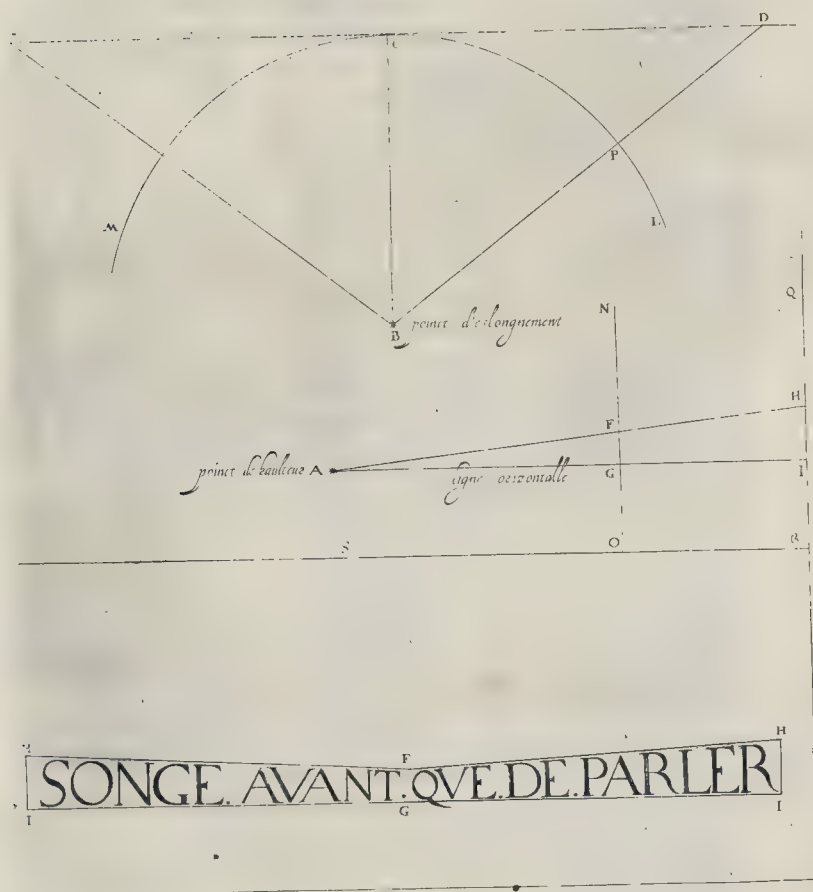 D
C
P
M
L
Q
B poinct d'eslongnement
N
H
F
poinct de haulteur A
ligne orizontalle G I
S O R
H
F
SONGE. AVANT. QVE. DE. PARLER
I G I